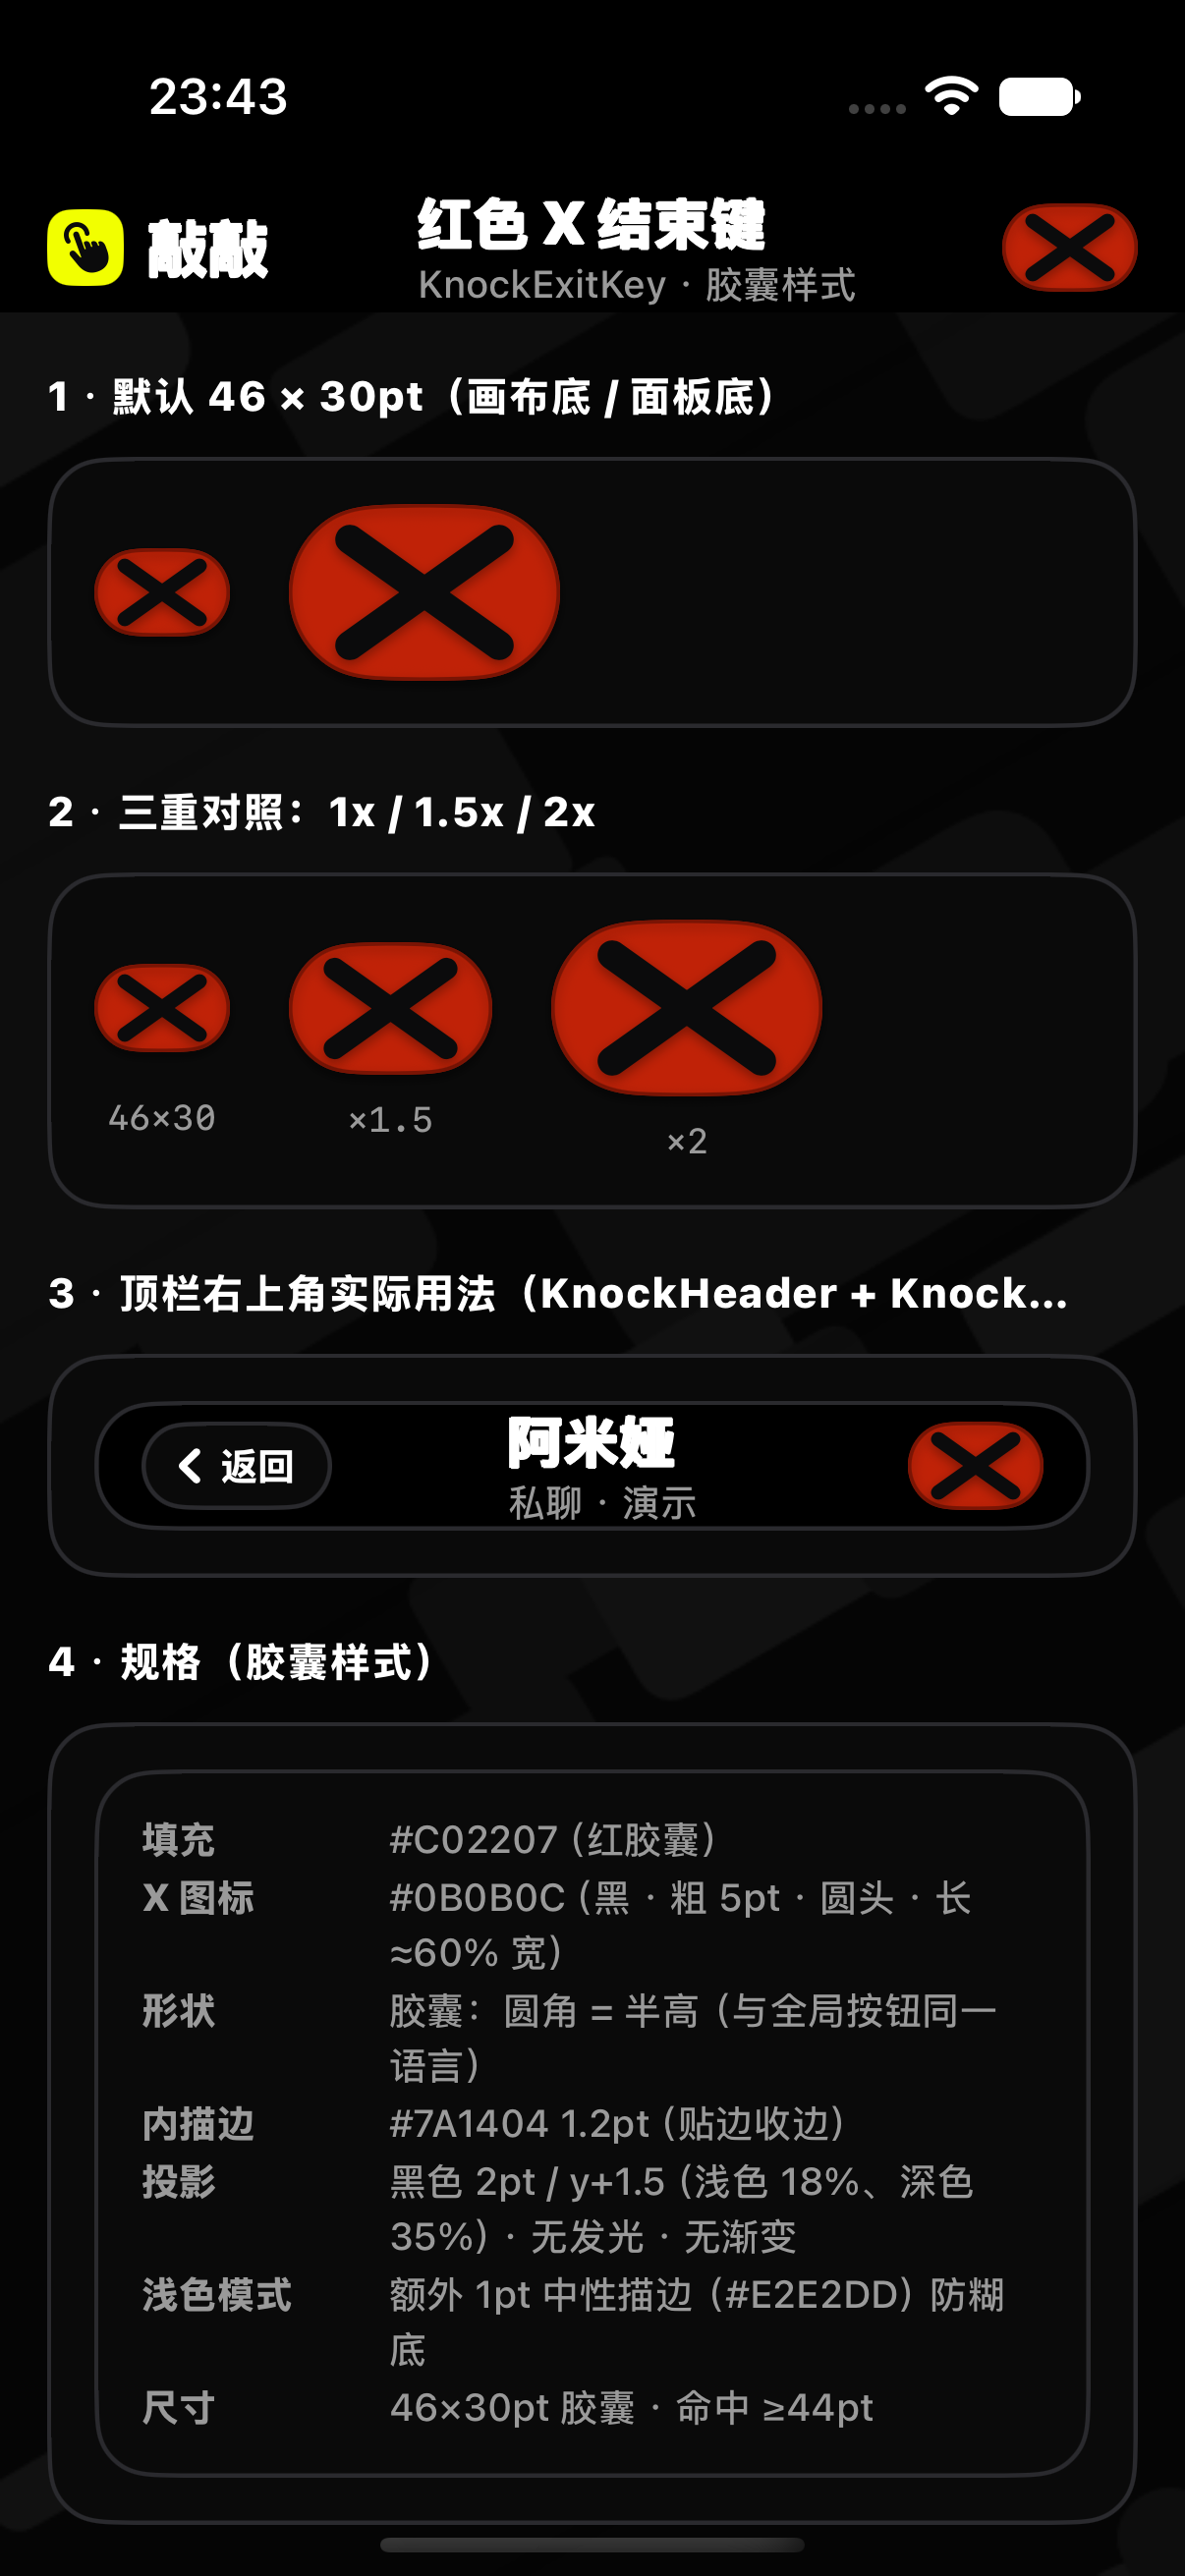 23:43
敲敲
红色 X 结束键
KnockExitKey · 胶囊样式
1 · 默认 46 × 30pt（画布底 / 面板底）
2 · 三重对照：1x / 1.5x / 2x
46×30
×1.5
×2
3 · 顶栏右上角实际用法（KnockHeader + Knock...
返回
阿米娅
私聊 · 演示
4 · 规格（胶囊样式）
填充 #C02207 (红胶囊)
X 图标 #0B0B0C (黑 · 粗 5pt · 圆头 · 长
≈60% 宽)
形状 胶囊：圆角 = 半高 (与全局按钮同一
语言)
内描边 #7A1404 1.2pt (贴边收边)
投影 黑色 2pt / y+1.5 (浅色 18%、深色
35%) · 无发光 · 无渐变
浅色模式 额外 1pt 中性描边 (#E2E2DD) 防糊
底
尺寸 46×30pt 胶囊 · 命中 ≥44pt